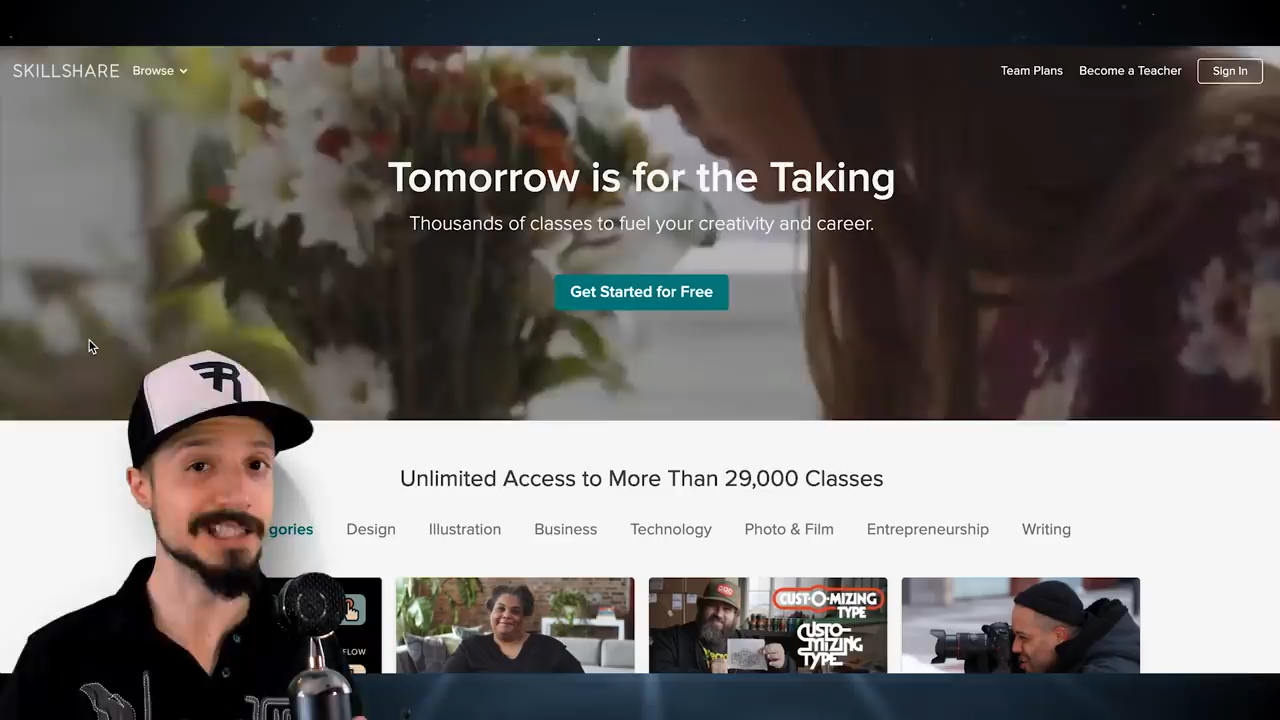 SKILLSHARE Browse Team Plans Become a Teacher Sign In
Tomorrow is for the Taking
Thousands of classes to fuel your creativity and career.
Get Started for Free
Unlimited Access to More Than 29,000 Classes
gories Design Illustration Business Technology Photo & Film Entrepreneurship Writing
FLOW
CUST-O-MIZING
TYPE
CUSTO-
MIZING
TYPE